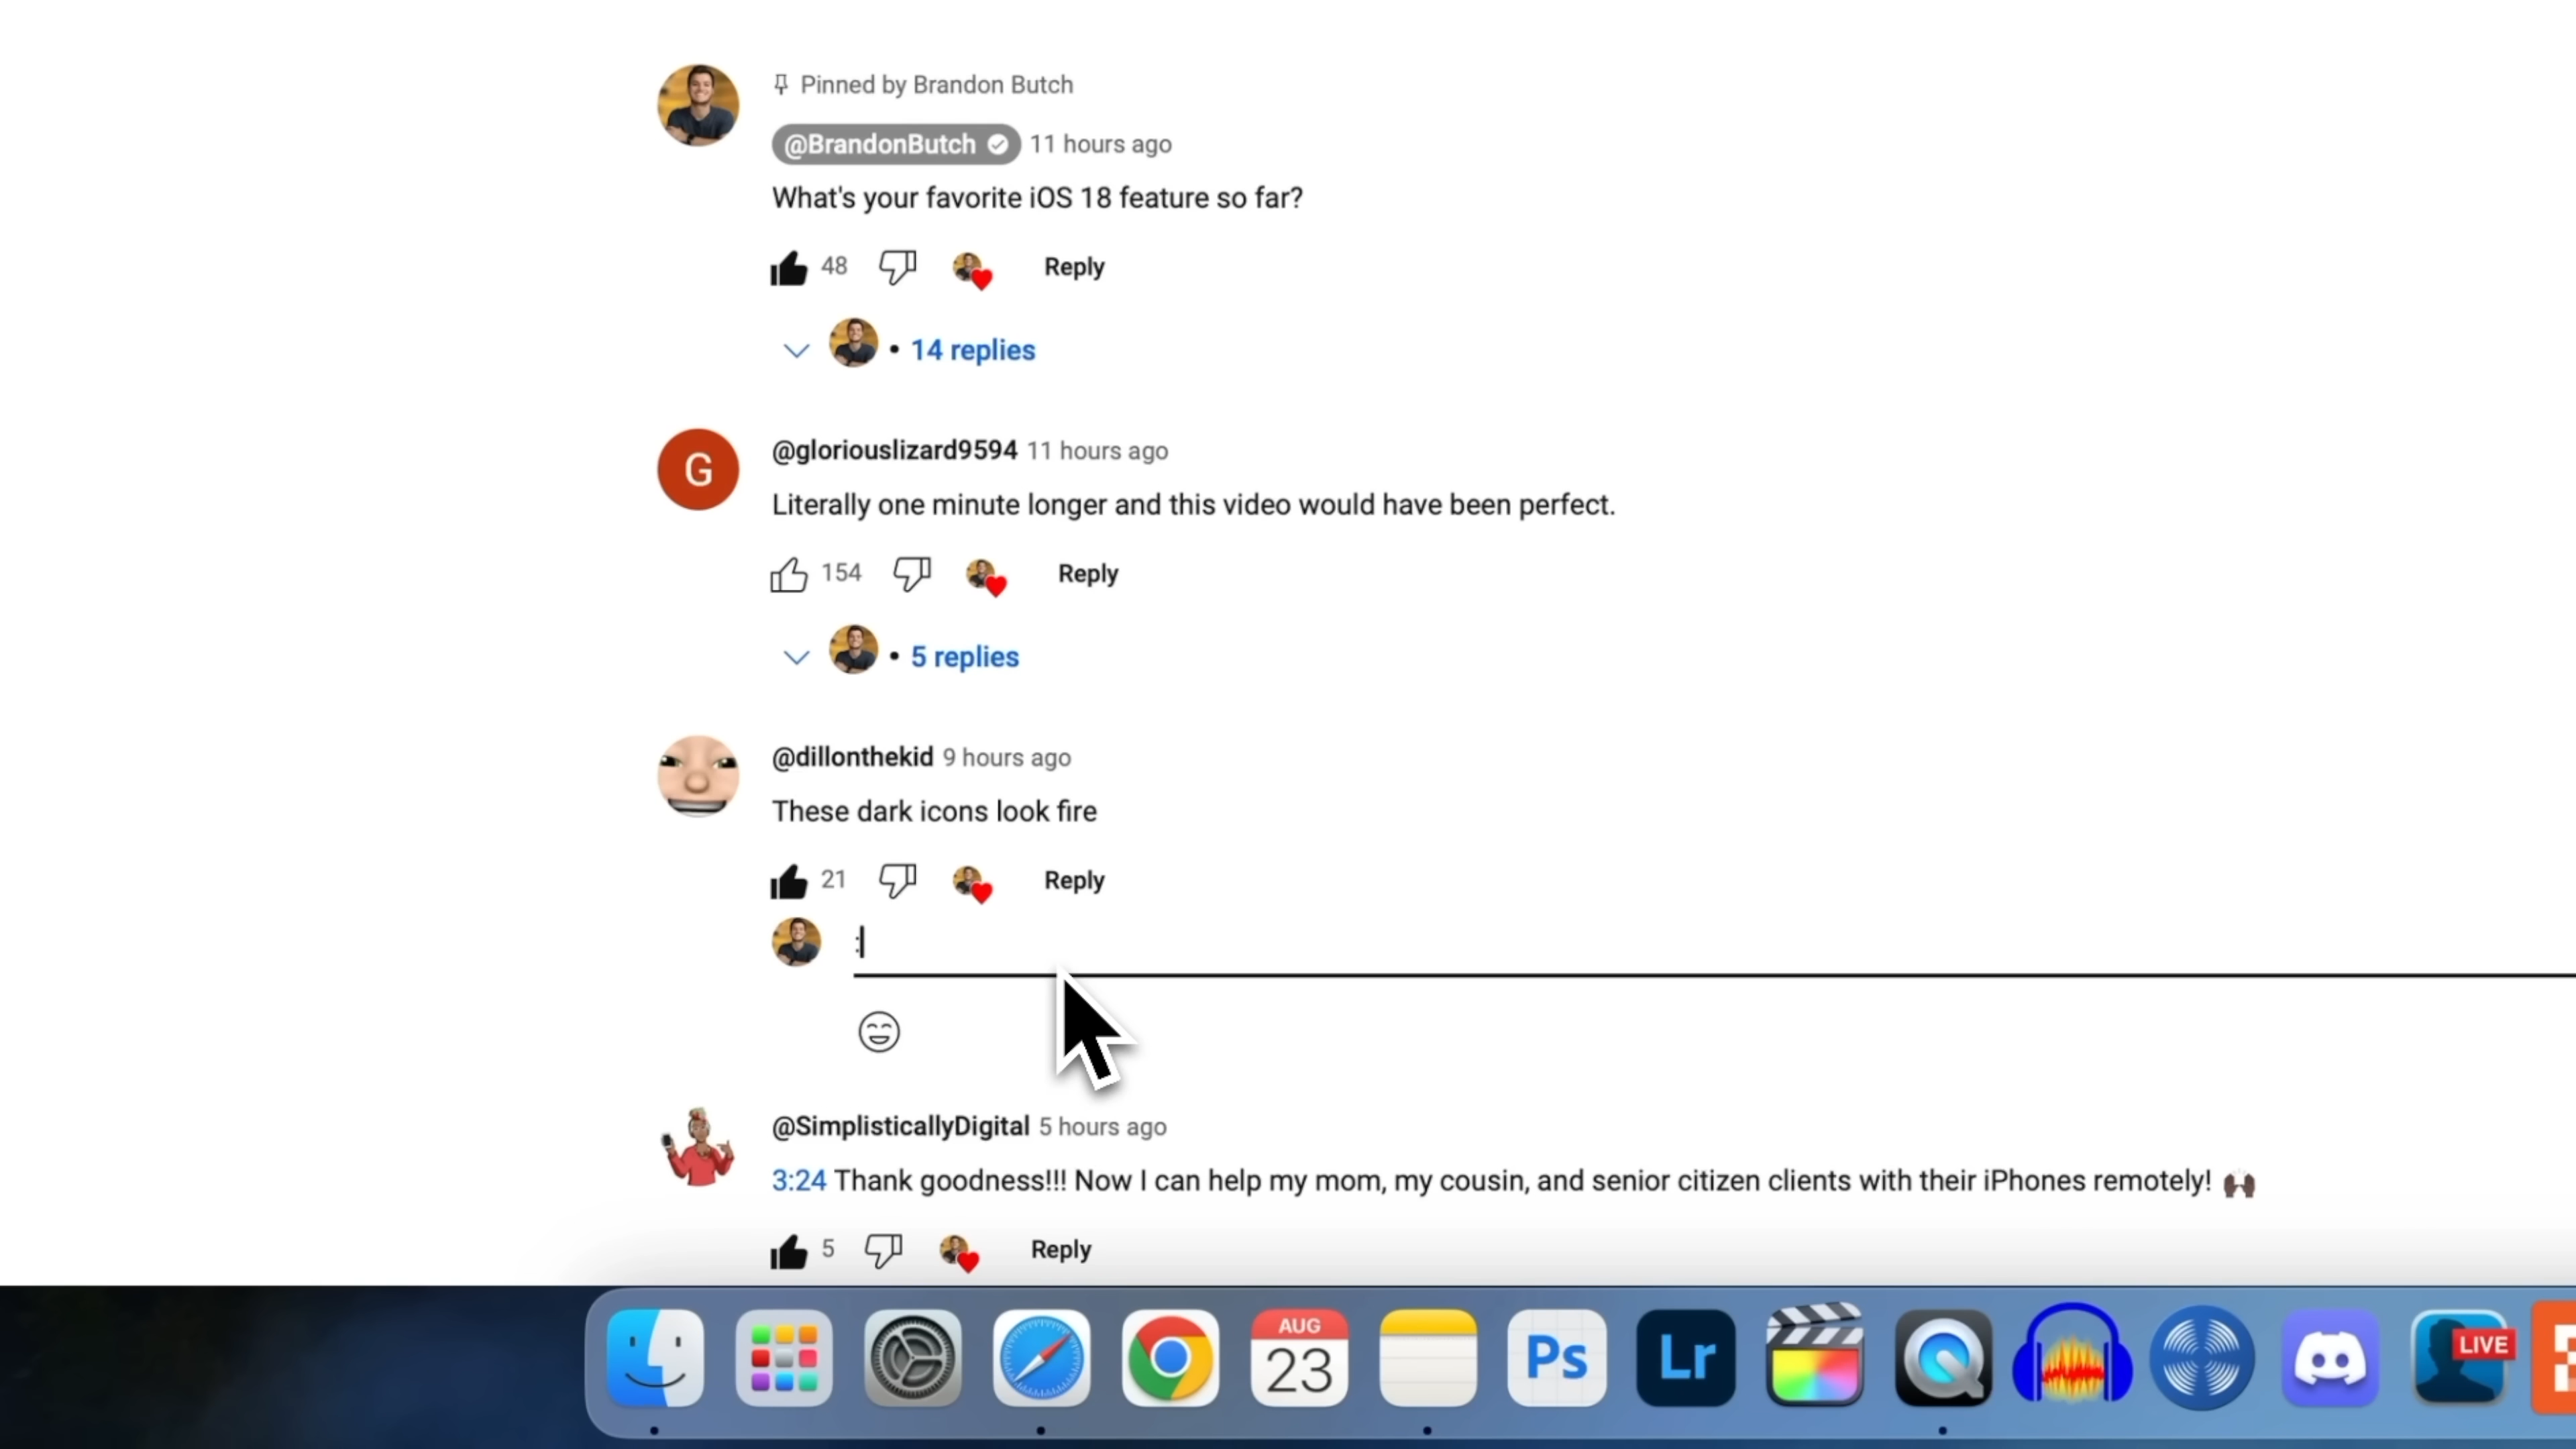 Pinned by Brandon Butch
@BrandonButch 11 hours ago
What's your favorite iOS 18 feature so far?
48 Reply
• 14 replies
G
@gloriouslizard9594 11 hours ago
Literally one minute longer and this video would have been perfect.
154 Reply
• 5 replies
@dillonthekid 9 hours ago
These dark icons look fire
21 Reply
:
@SimplisticallyDigital 5 hours ago
3:24 Thank goodness!!! Now I can help my mom, my cousin, and senior citizen clients with their iPhones remotely! 🙌🏿
5 Reply
AUG
23
Ps
Lr
LIVE